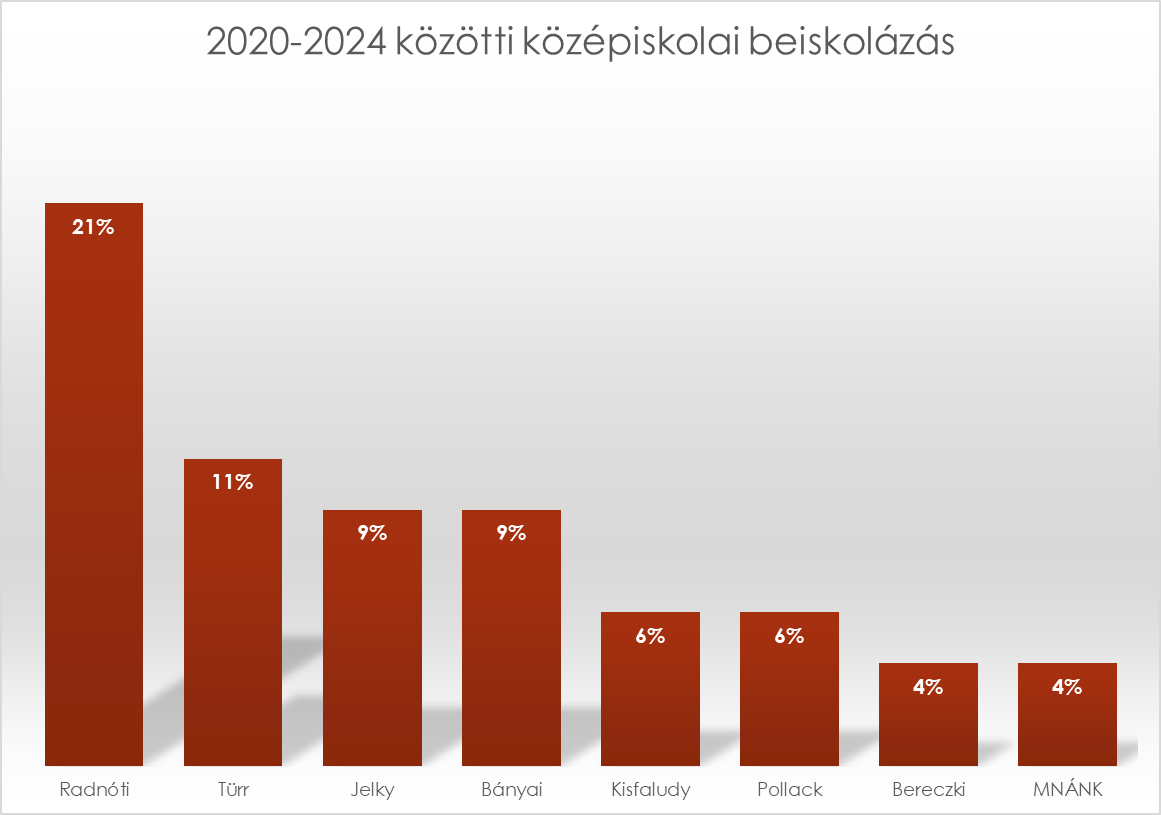 2020-2024 közötti középiskolai beiskolázás
21%
11%
9%
9%
6%
6%
4%
4%
Radnóti
Türr
Jelky
Bányai
Kisfaludy
Pollack
Bereczki
MNÁNK